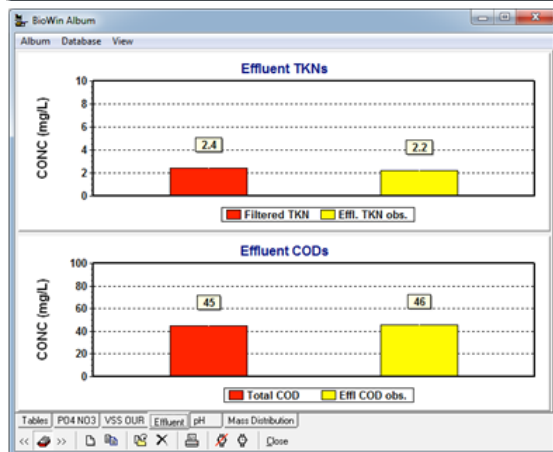 BioWin Album
Album Database View
Effluent TKNs
CONC (mg/L)
10
8
6
4
2
0
2.4
2.2
Filtered TKN Effl. TKN obs.
Effluent CODs
CONC (mg/L)
100
80
60
40
20
0
45
46
Total COD Effl COD obs.
Tables PO4 NO3 VSS OUR Effluent pH Mass Distribution
<< >> Close